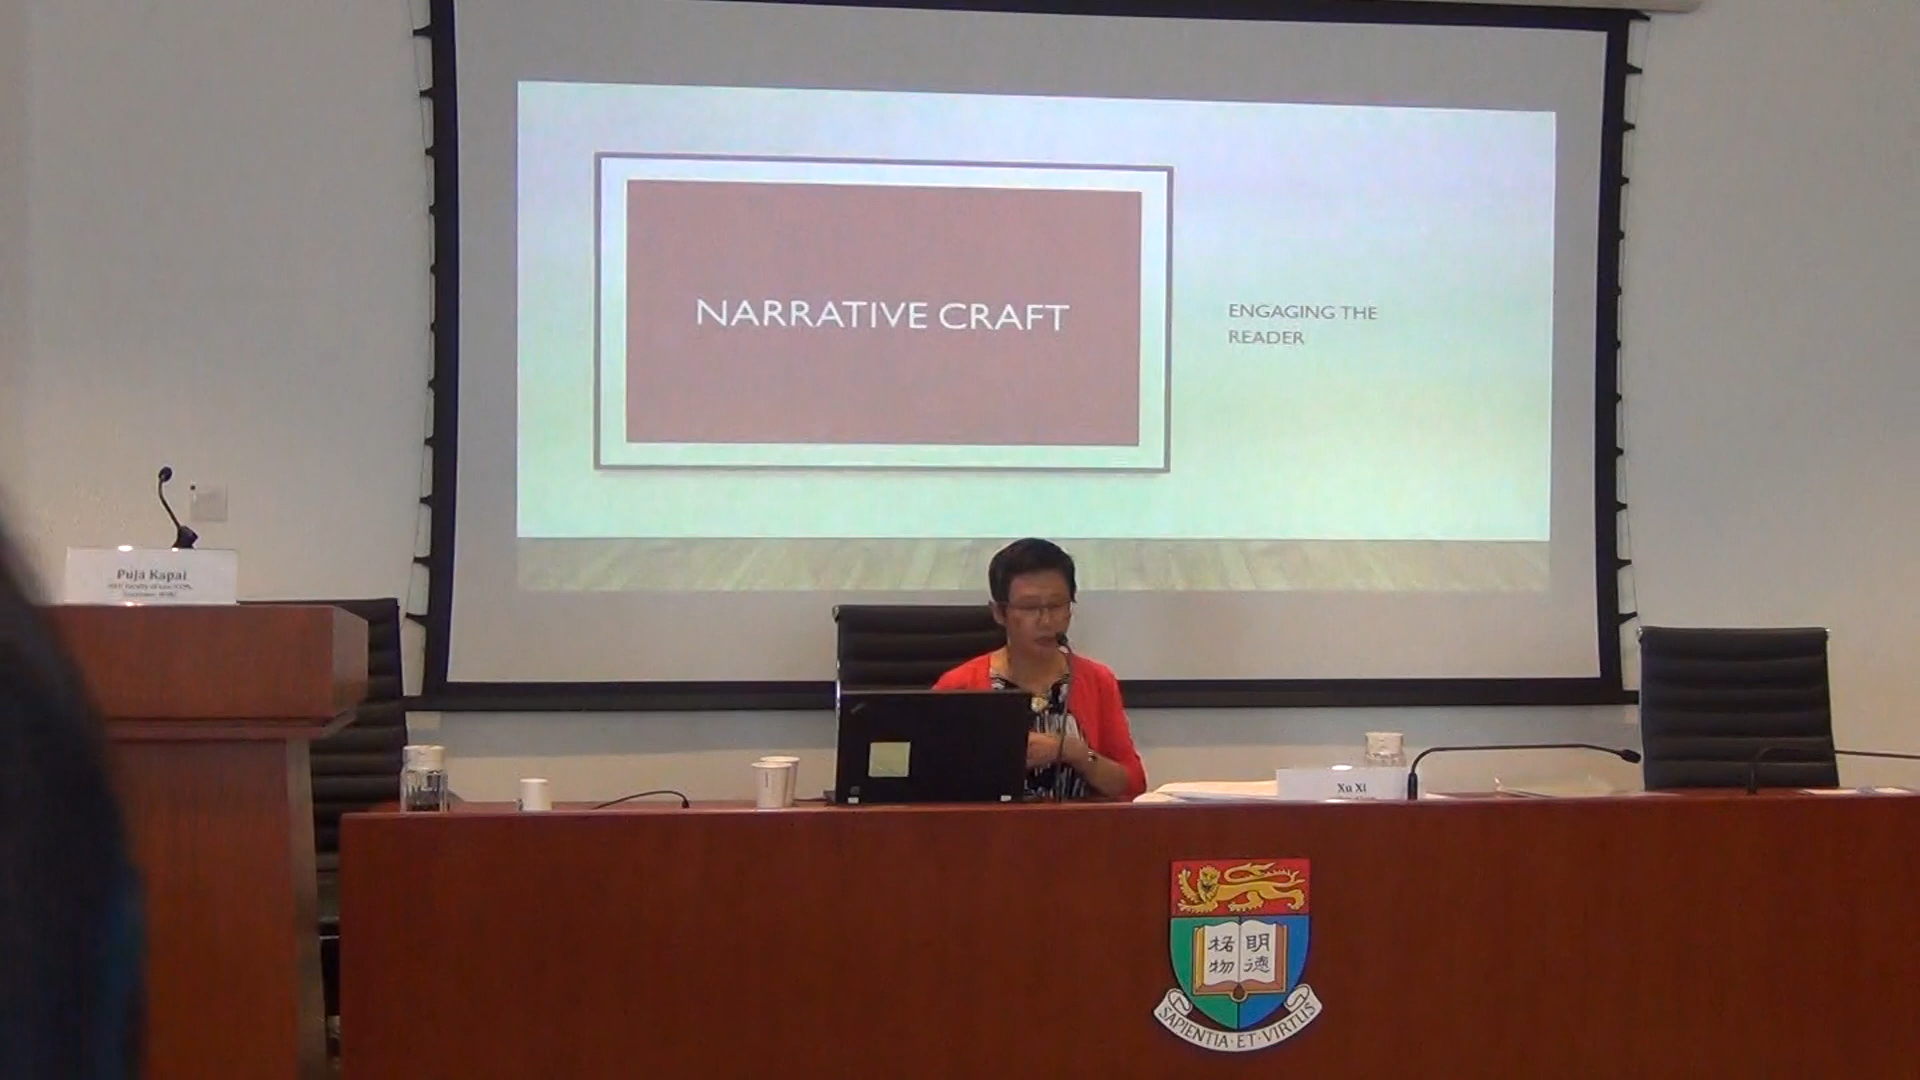 NARRATIVE CRAFT
ENGAGING THE
READER
Puja Kapai
Xu Xi
明德
格物
SAPIENTIA·ET·VIRTUS